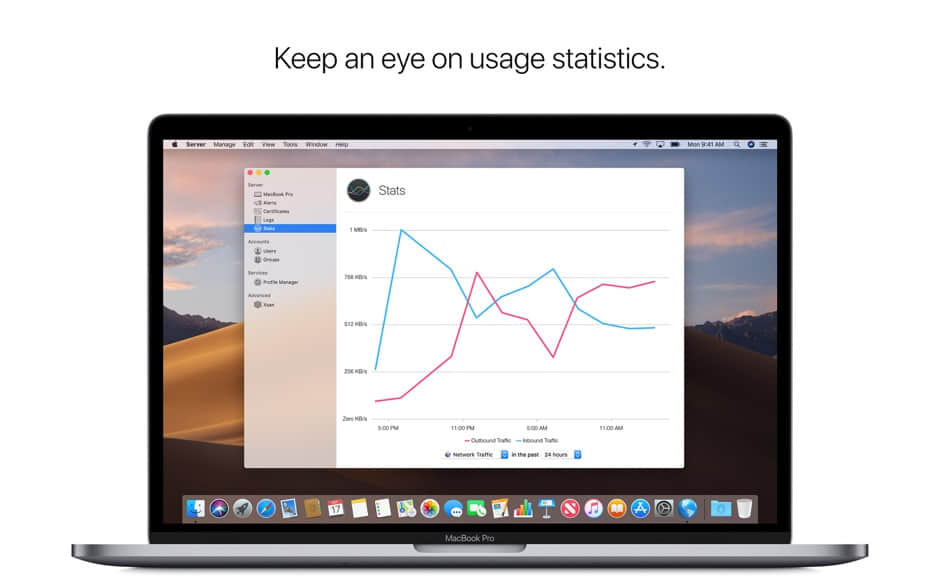 Keep an eye on usage statistics.
Server Manage Edit View Tools Window Help Mon 9:41 AM
Server
MacBook Pro
Alerts
Certificates
Logs
Stats
Accounts
Users
Groups
Services
Profile Manager
Advanced
Xsan
Stats
1 MB/s
768 KB/s
512 KB/s
256 KB/s
Zero KB/s
5:00 PM 11:00 PM 5:00 AM 11:00 AM
Outbound Traffic Inbound Traffic
Network Traffic in the past 24 hours
17
MacBook Pro